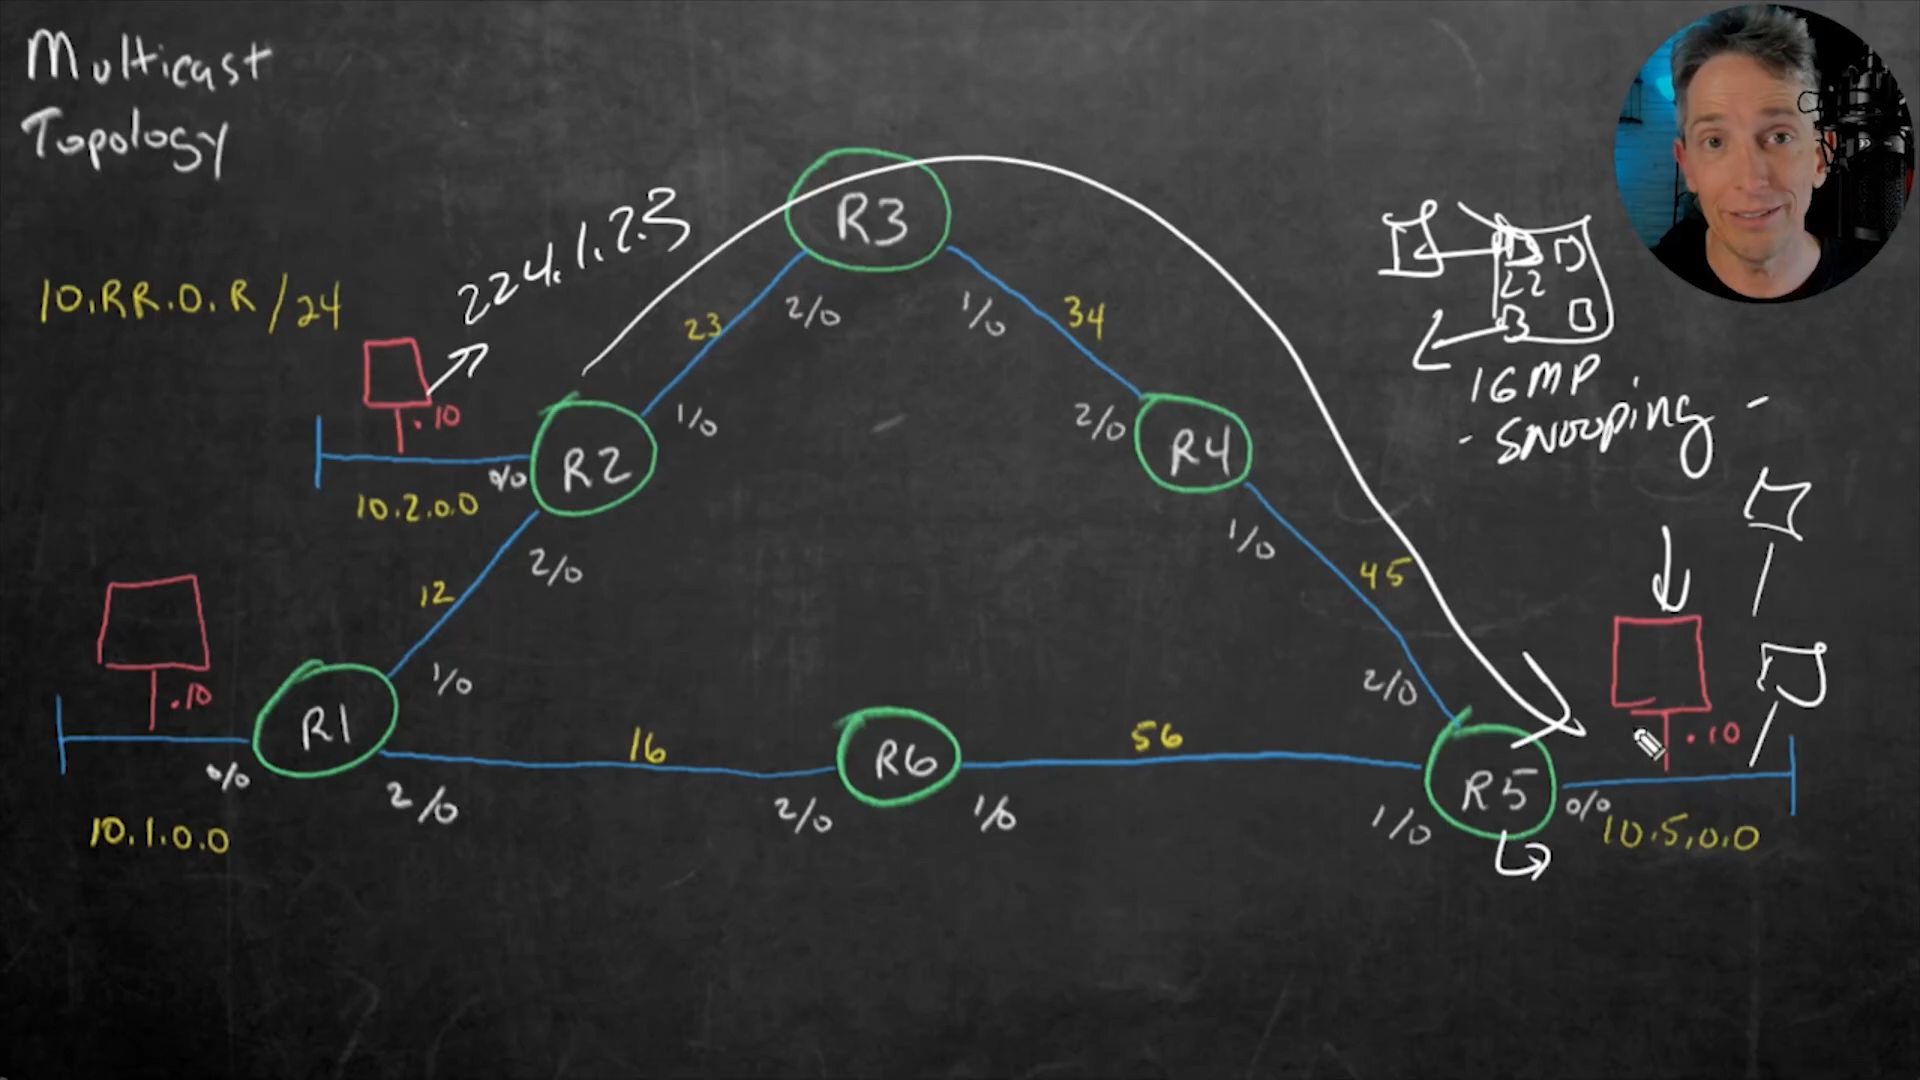 Multicast
Topology
10.RR.0.R/24
224.1.2.3
R3
2/0
1/0
23
34
L2
IGMP
- snooping -
.10
R2
0/0
1/0
2/0
10.2.0.0
2/0
R4
1/0
12
45
.10
R1
0/0
1/0
2/0
10.1.0.0
16
R6
2/0
1/0
56
2/0
R5
1/0
0/0
.10
10.5.0.0